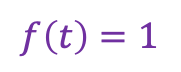 f(t) = 1